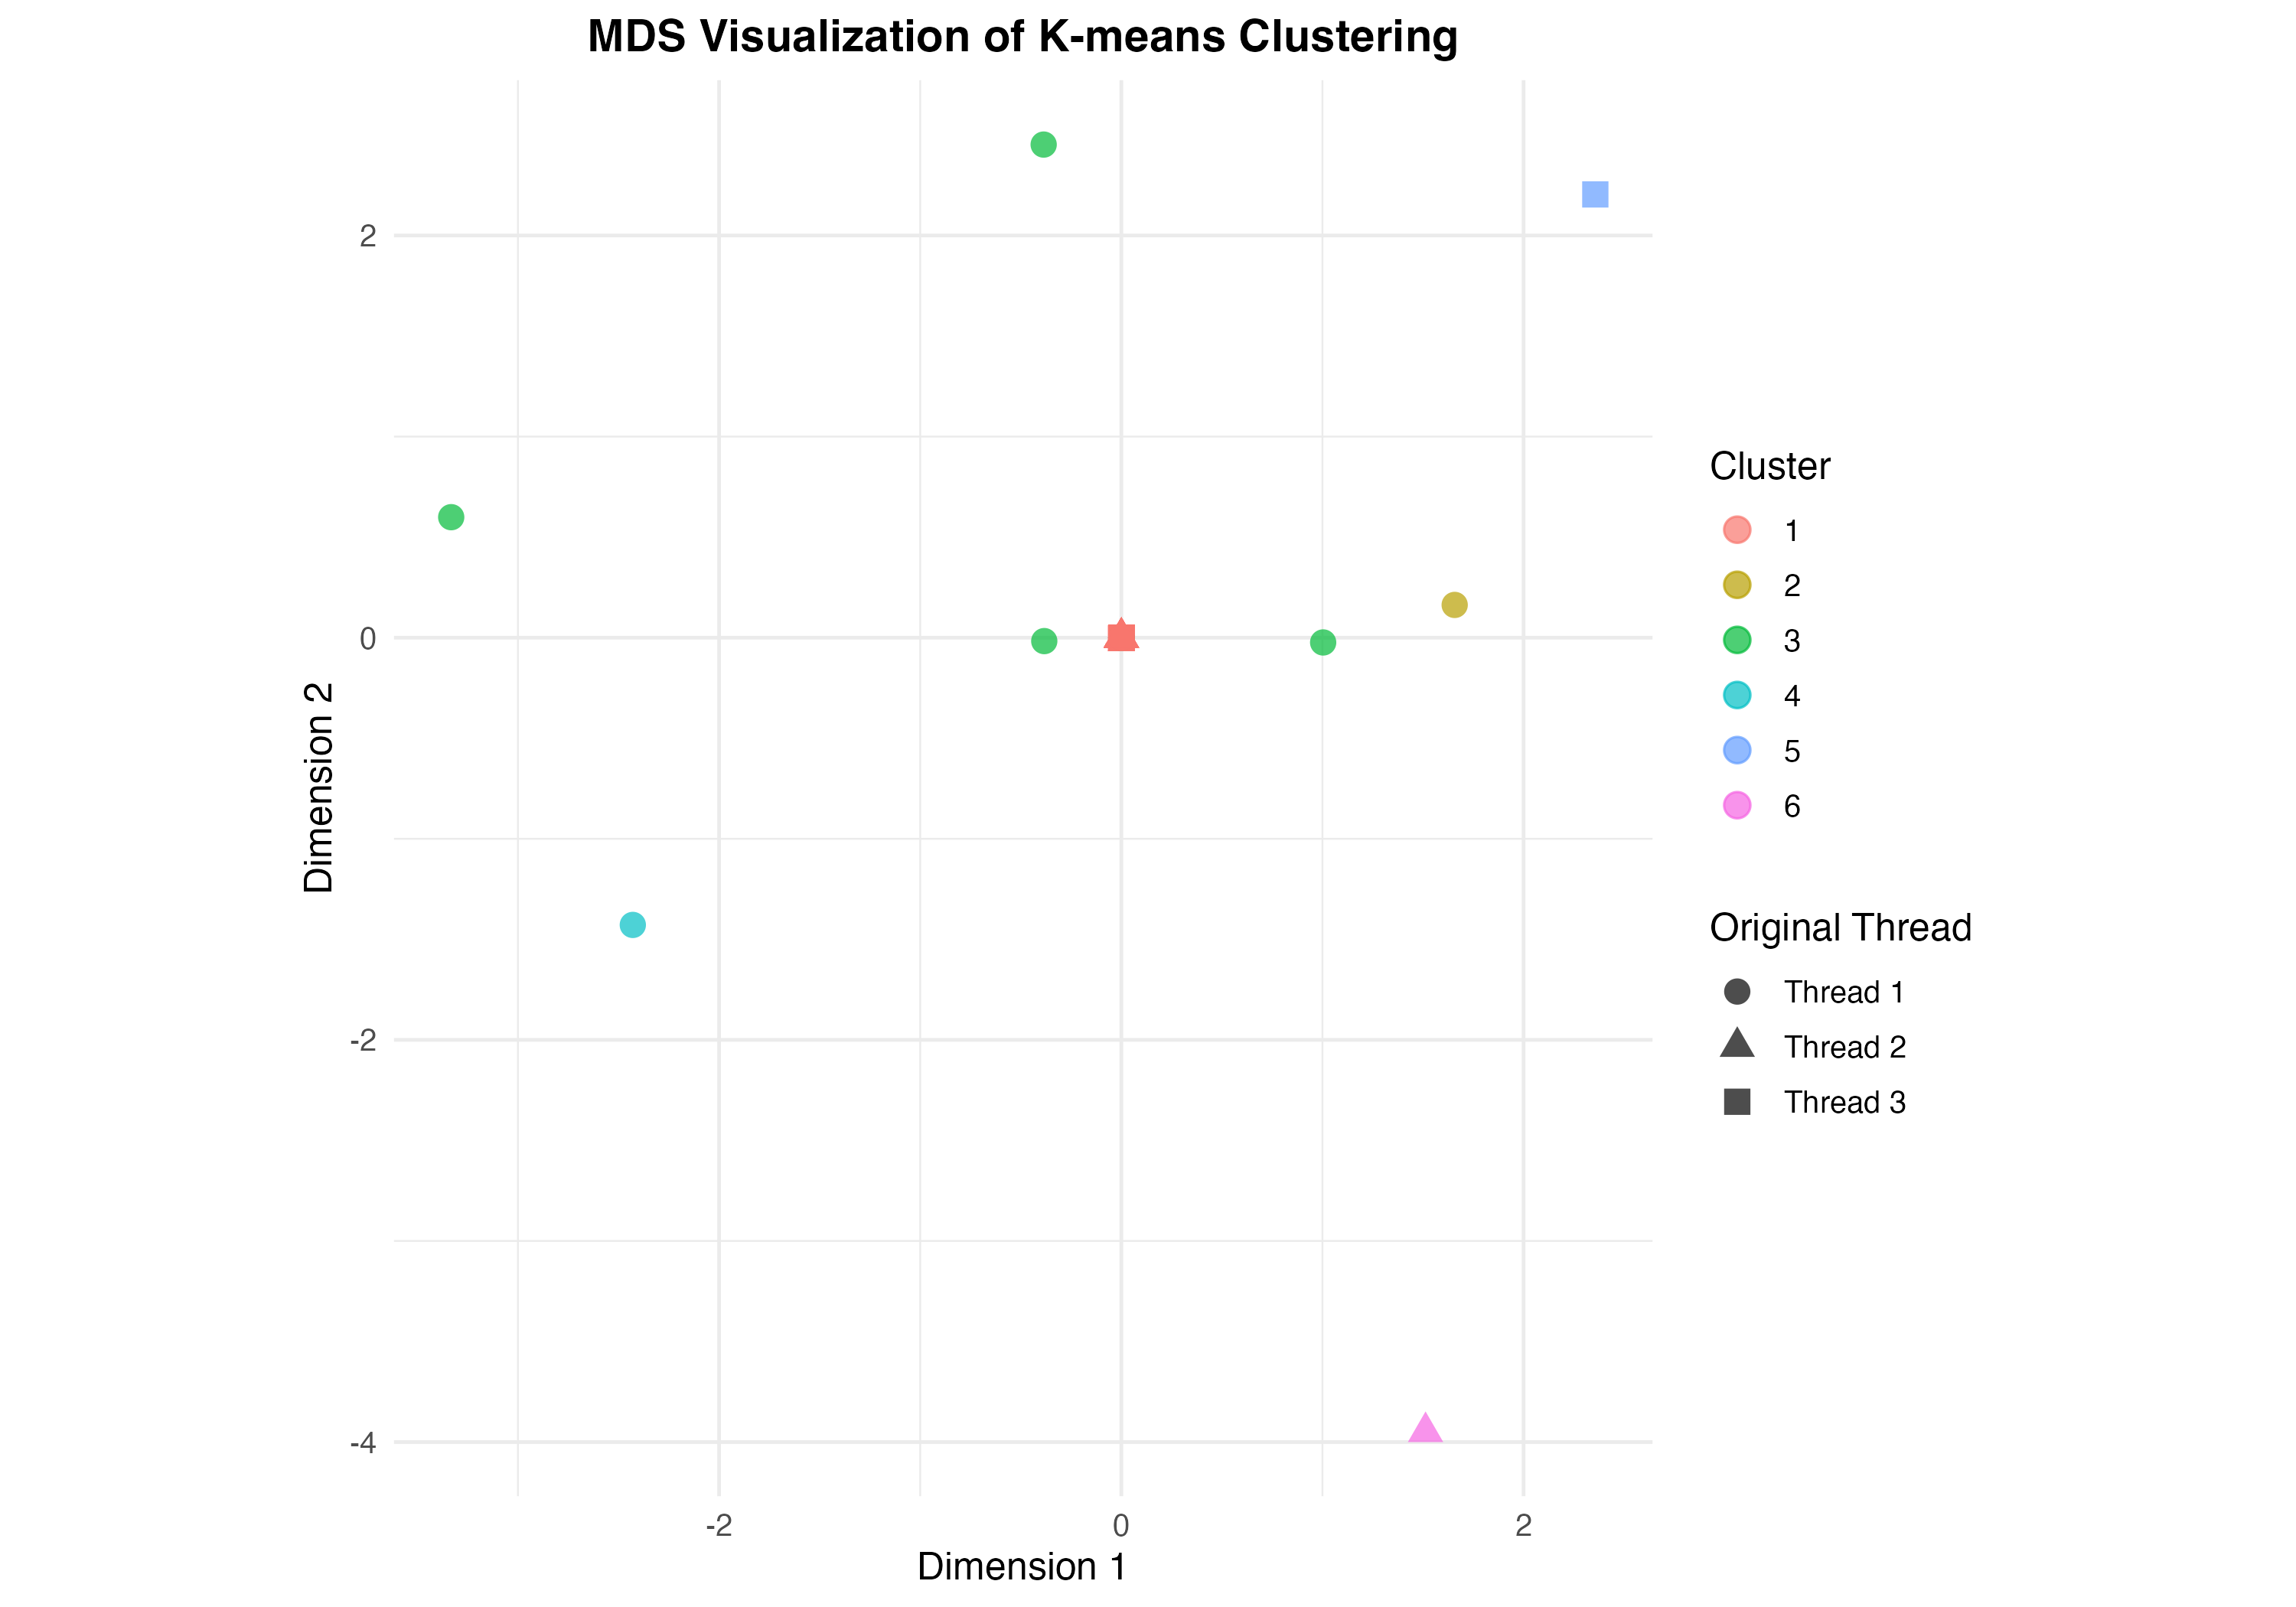 MDS Visualization of K-means Clustering
2
0
-2
-4
Dimension 2
-2
0
2
Dimension 1
Cluster
1
2
3
4
5
6
Original Thread
Thread 1
Thread 2
Thread 3